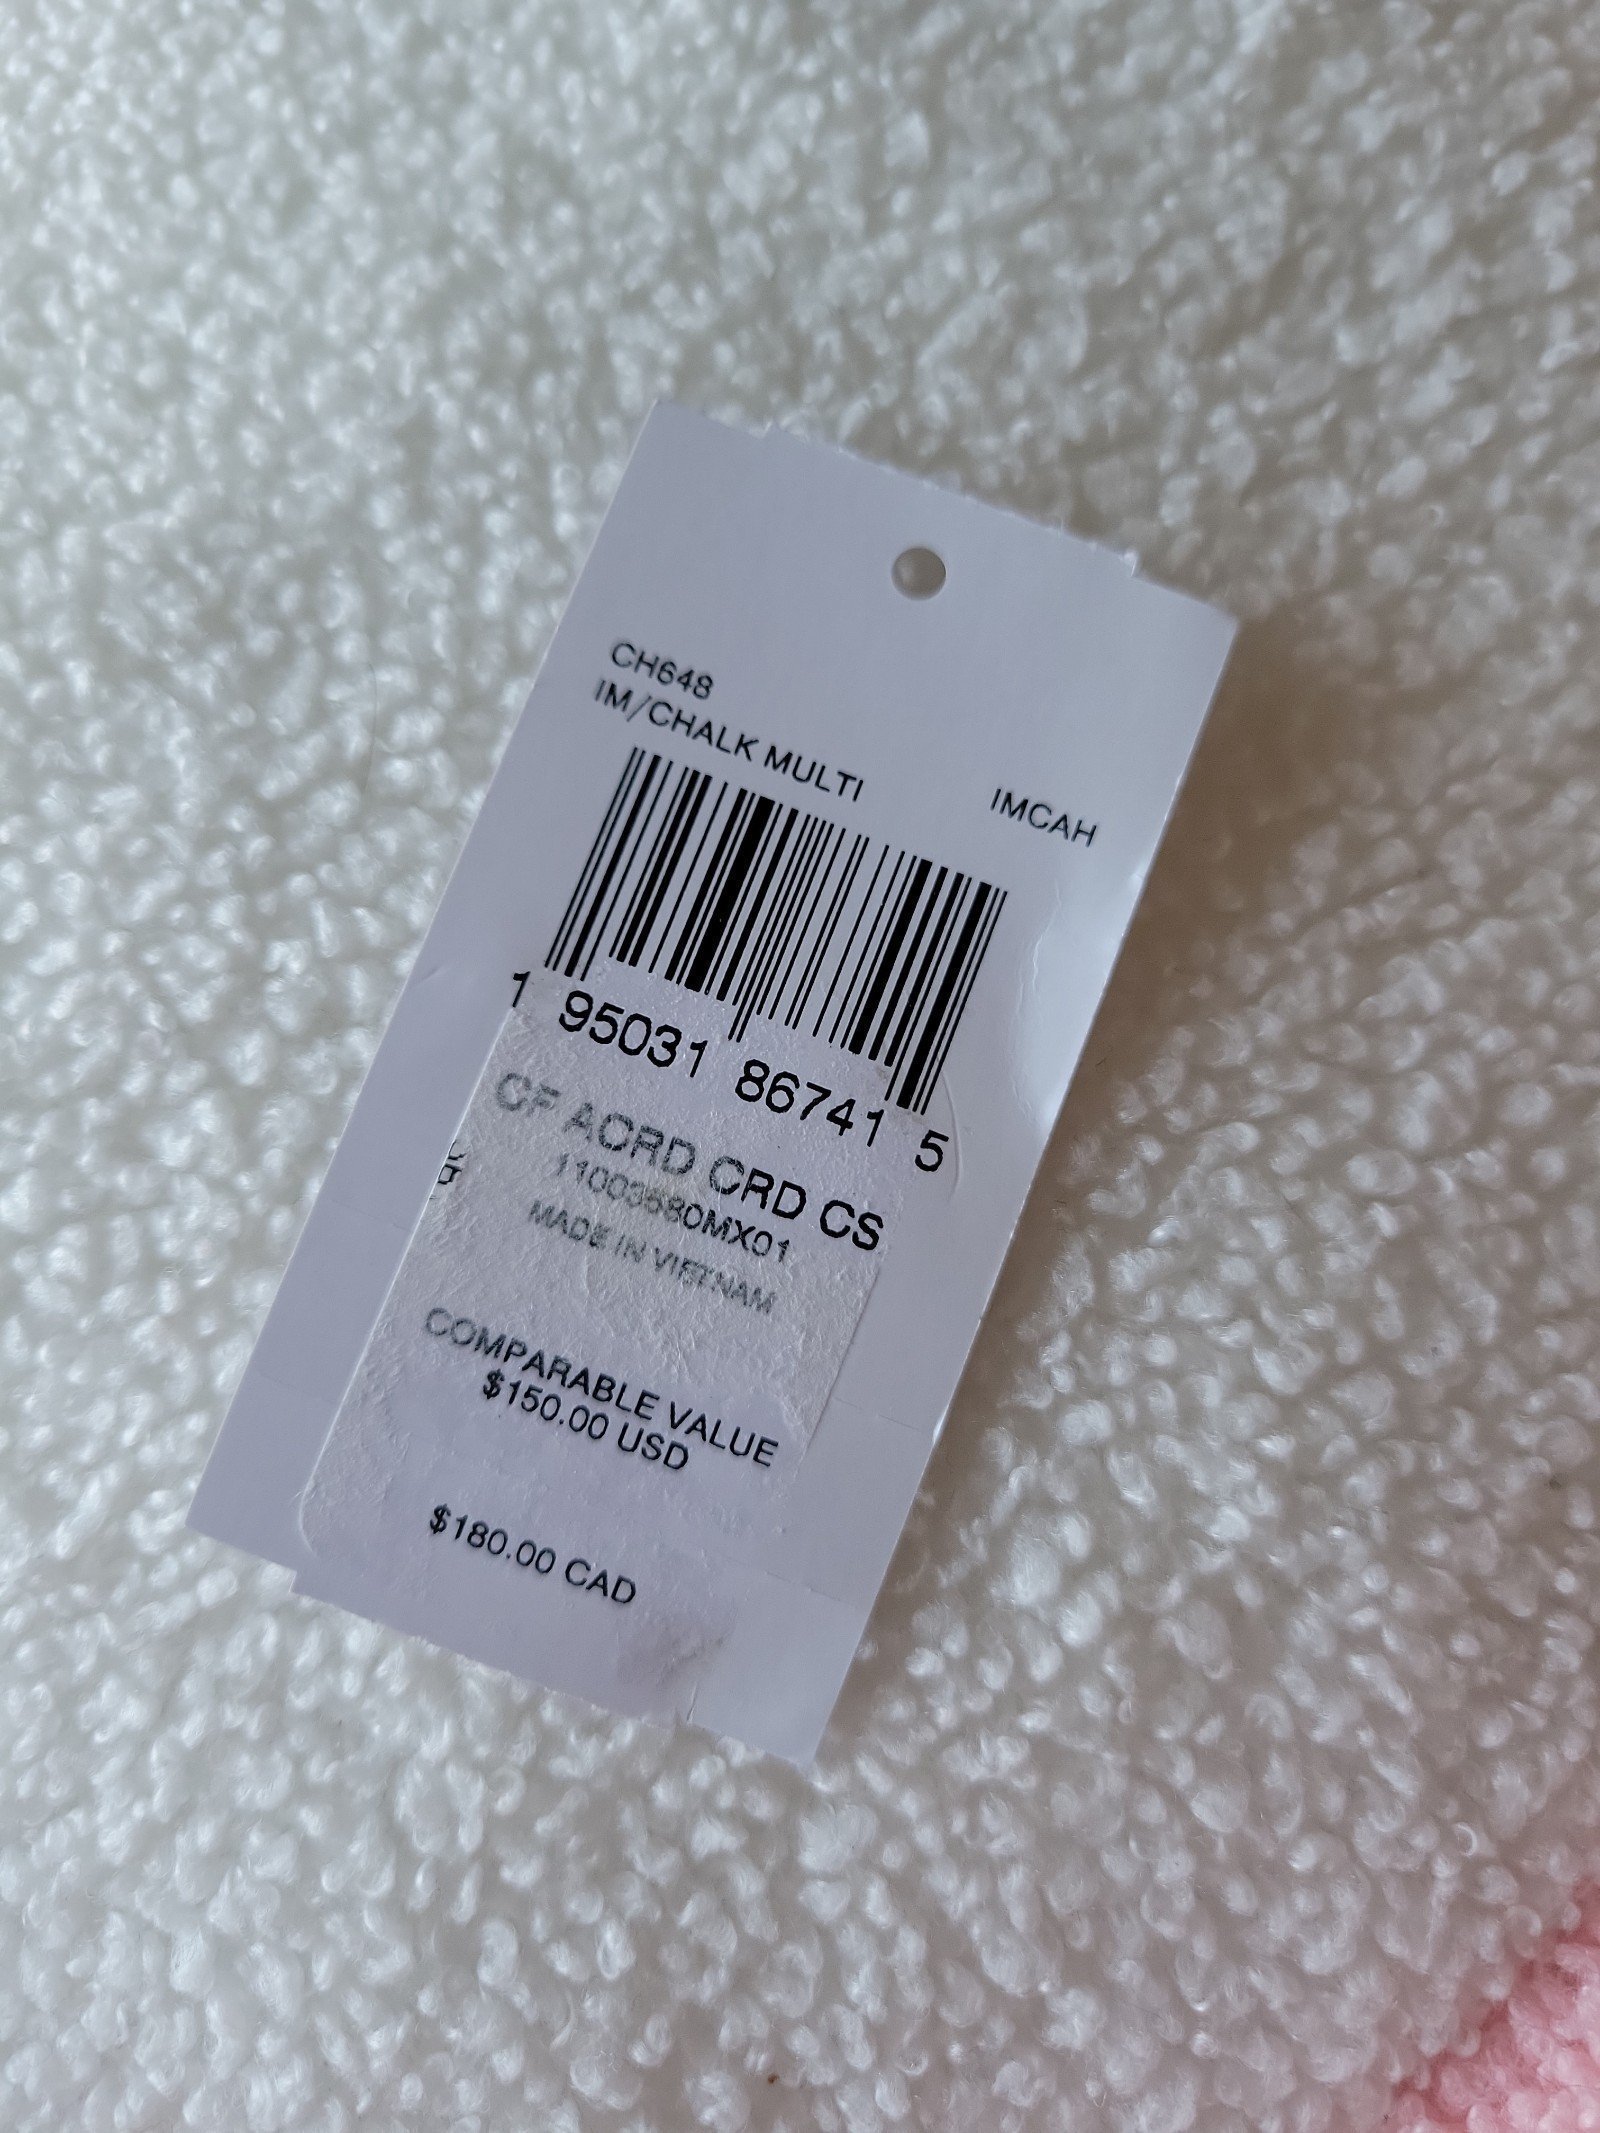 CH648
IM/CHALK MULTI IMCAH
1 95031 86741 5
CF ACRD CRD CS
MADE IN VIETNAM
COMPARABLE VALUE
$150.00 USD
$180.00 CAD